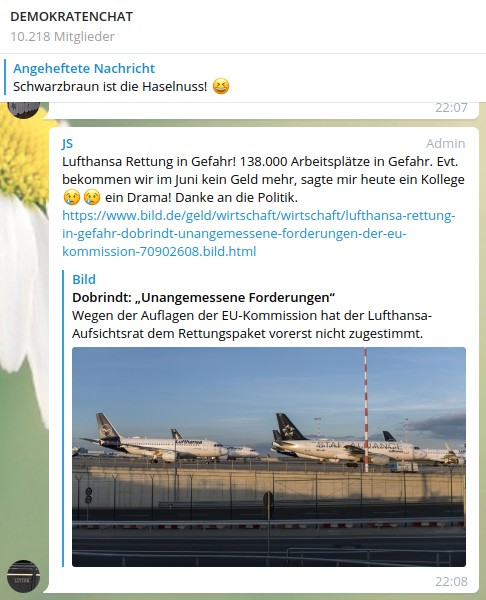 DEMOKRATENCHAT
10.218 Mitglieder
Angeheftete Nachricht
Schwarzbraun ist die Haselnuss! 😆
22:07
JS Admin
Lufthansa Rettung in Gefahr! 138.000 Arbeitsplätze in Gefahr. Evt.
bekommen wir im Juni kein Geld mehr, sagte mir heute ein Kollege
😢😢 ein Drama! Danke an die Politik.
https://www.bild.de/geld/wirtschaft/wirtschaft/lufthansa-rettung-
in-gefahr-dobrindt-unangemessene-forderungen-der-eu-
kommission-70902608.bild.html
Bild
Dobrindt: „Unangemessene Forderungen“
Wegen der Auflagen der EU-Kommission hat der Lufthansa-
Aufsichtsrat dem Rettungspaket vorerst nicht zugestimmt.
Lufthansa
STAR ALLIANCE
22:08